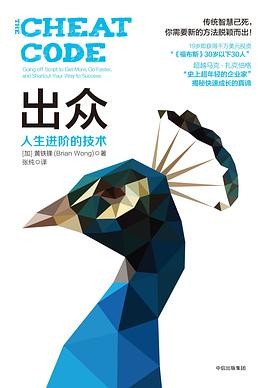 THE
CHEAT
CODE
Going off Script to Get More, Go Faster,
and Shortcut Your Way to Success
出众
人生进阶的技术
[加] 黄铁锋 (Brian Wong) ◎著
张纯◎译
传统智慧已死，
你需要新的方法脱颖而出！
19岁即获得千万美元投资
“《福布斯》30岁以下30人”
超越马克·扎克伯格
“史上超年轻的企业家”
揭秘快速成长的真谛
中信出版集团